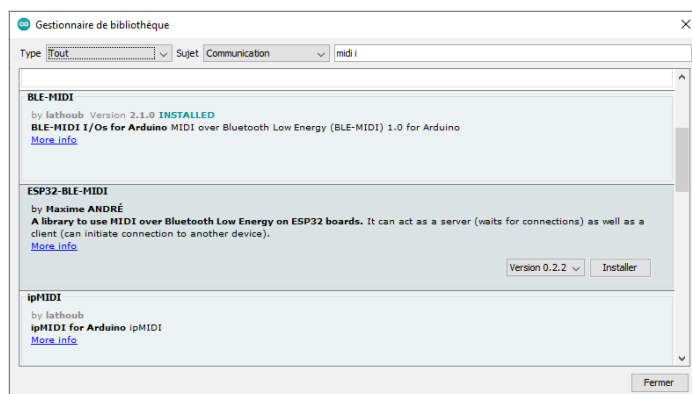 Gestionnaire de bibliothèque
Type Tout Sujet Communication midi i
BLE-MIDI
by lathoub Version 2.1.0 INSTALLED
BLE-MIDI I/Os for Arduino MIDI over Bluetooth Low Energy (BLE-MIDI) 1.0 for Arduino
More info
ESP32-BLE-MIDI
by Maxime ANDRÉ
A library to use MIDI over Bluetooth Low Energy on ESP32 boards. It can act as a server (waits for connections) as well as a
client (can initiate connection to another device).
More info
Version 0.2.2 Installer
ipMIDI
by lathoub
ipMIDI for Arduino ipMIDI
More info
Fermer